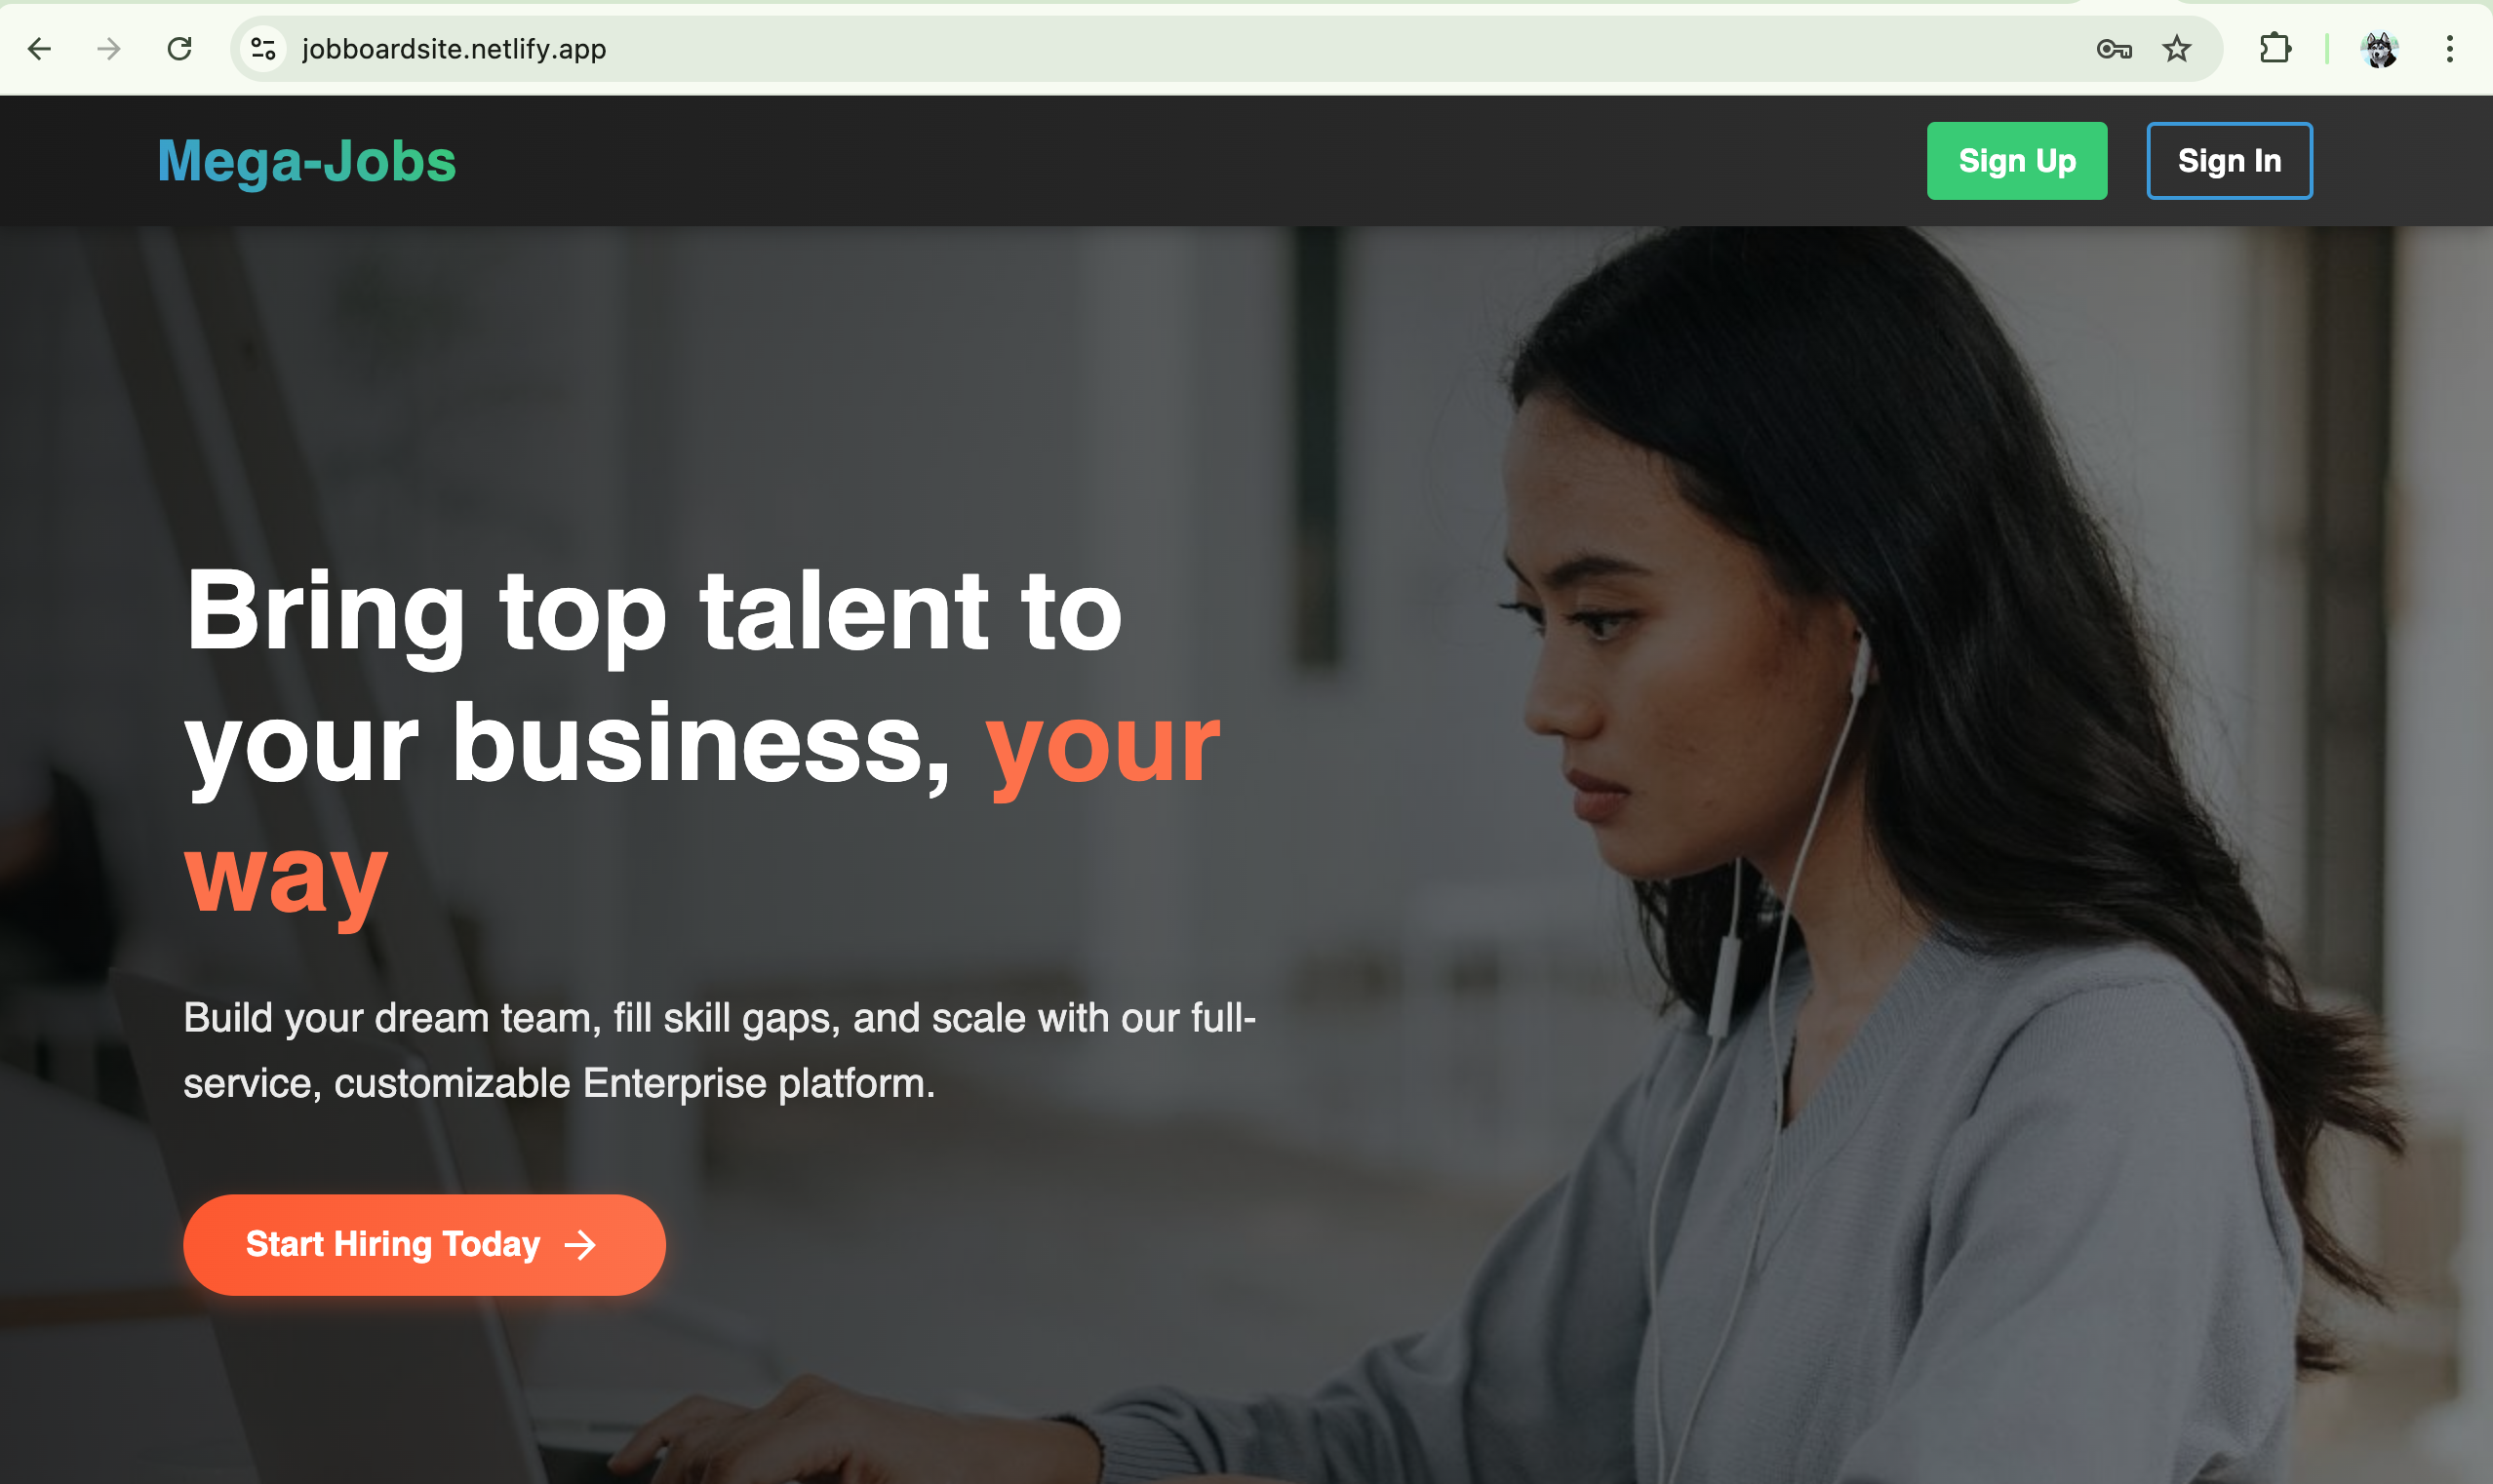 jobboardsite.netlify.app
Mega-Jobs
Sign Up
Sign In
Bring top talent to
your business, your
way
Build your dream team, fill skill gaps, and scale with our full-
service, customizable Enterprise platform.
Start Hiring Today →